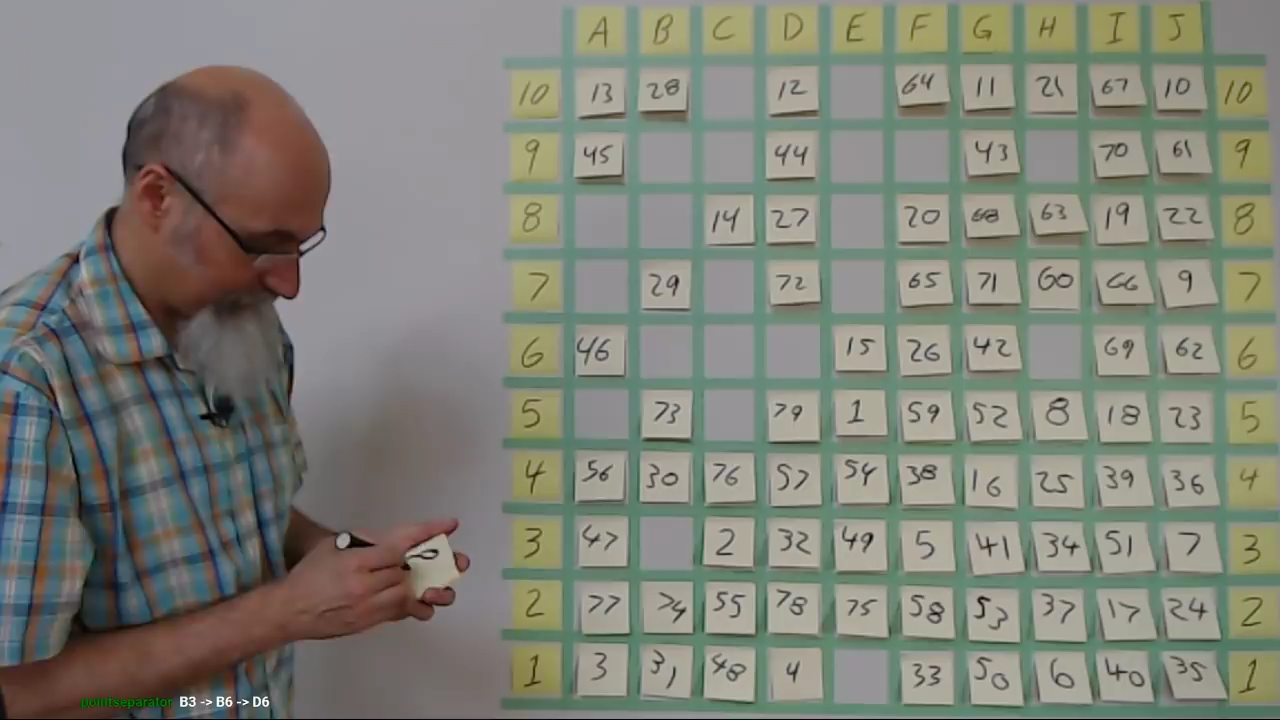 A B C D E F G H I J
10 13 28 12 64 11 21 67 10 10
9 45 44 43 70 61 9
8 14 27 20 68 63 19 22 8
7 29 72 65 71 60 66 9 7
6 46 15 26 42 69 62 6
5 73 79 1 59 52 8 18 23 5
4 56 30 76 57 54 38 16 25 39 36 4
3 47 2 32 49 5 41 34 51 7 3
2 77 74 55 78 75 58 53 37 17 24 2
1 3 31 48 4 33 50 6 40 35 1
pointseparator B3 -> B6 -> D6